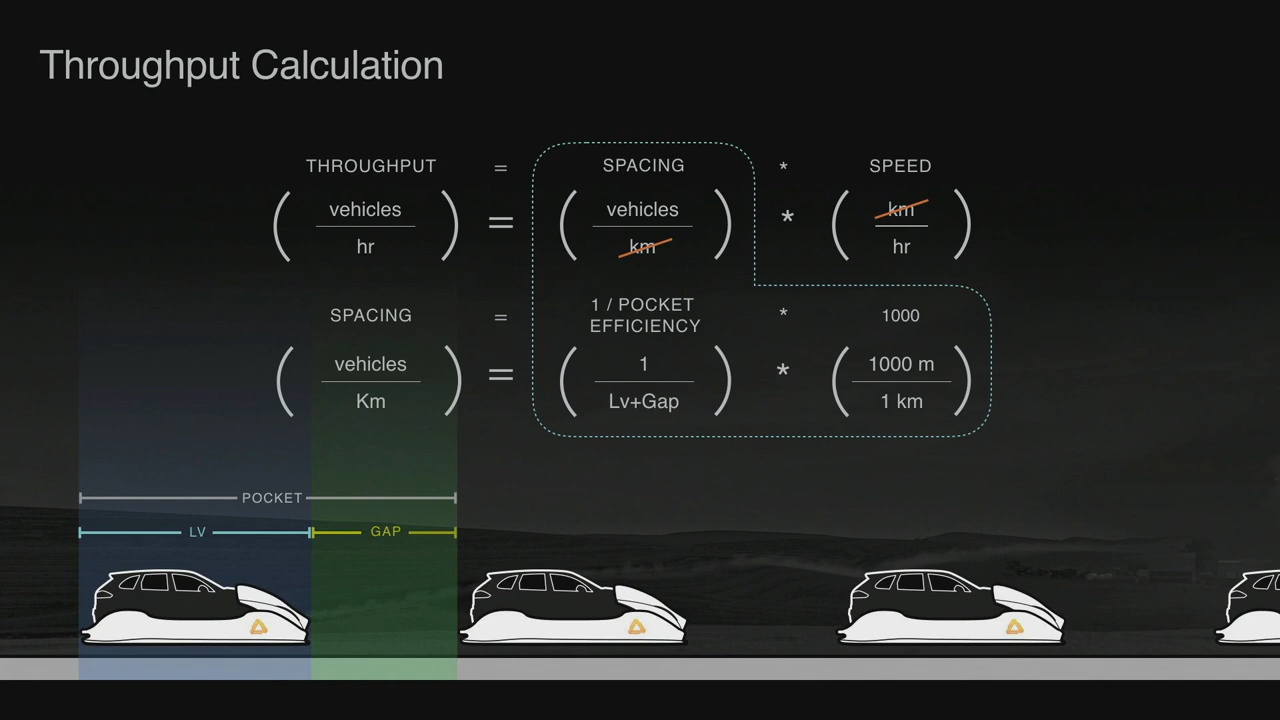 Throughput Calculation
THROUGHPUT = SPACING * SPEED
vehicles vehicles km
( — ) = ( — ) * ( — )
hr km hr
SPACING = 1 / POCKET EFFICIENCY * 1000
vehicles 1 1000 m
( — ) = ( — ) * ( — )
Km Lv+Gap 1 km
POCKET
LV GAP